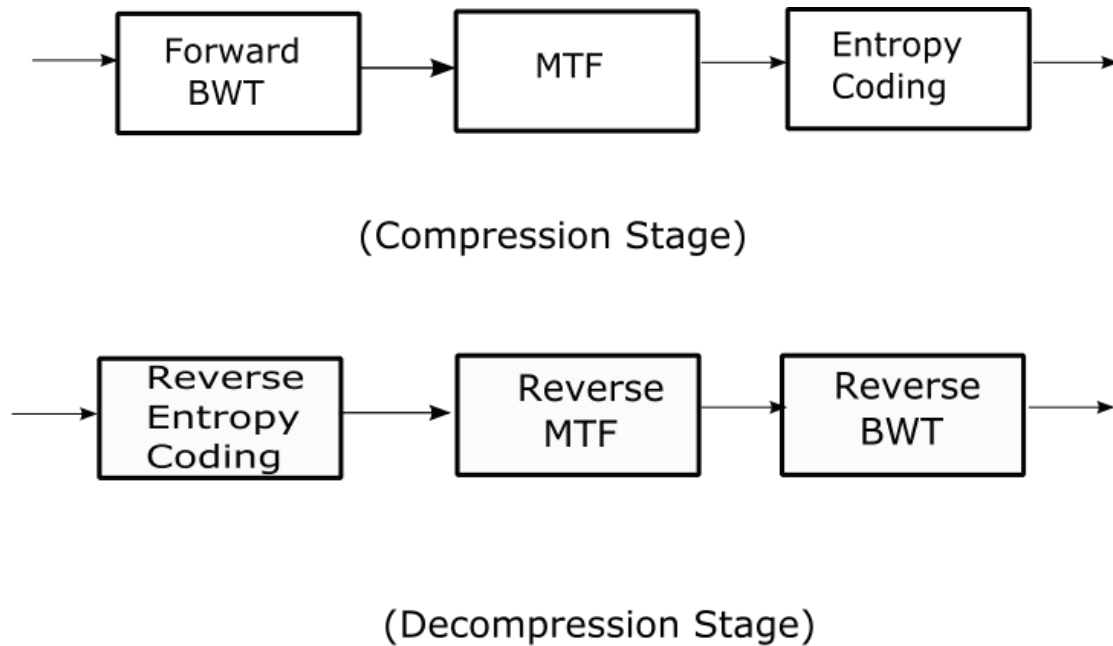 Forward
BWT
MTF
Entropy
Coding
(Compression Stage)
Reverse
Entropy
Coding
Reverse
MTF
Reverse
BWT
(Decompression Stage)